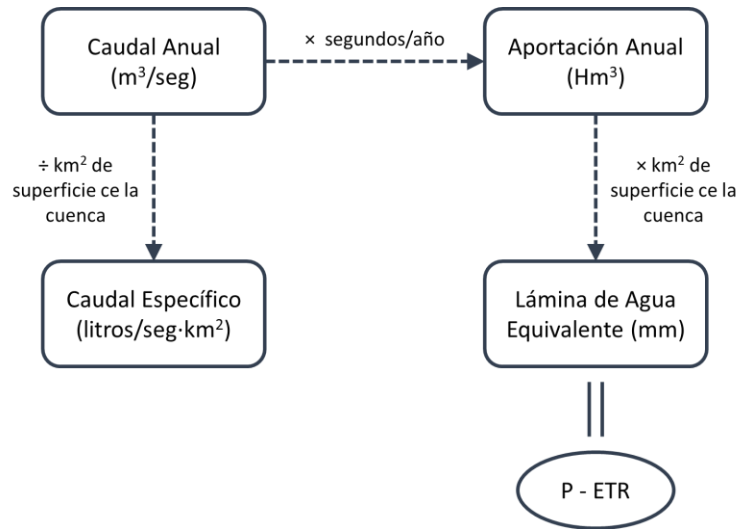 Caudal Anual
(m³/seg)
× segundos/año
Aportación Anual
(Hm³)
÷ km² de
superficie ce la
cuenca
× km² de
superficie ce la
cuenca
Caudal Específico
(litros/seg·km²)
Lámina de Agua
Equivalente (mm)
P - ETR